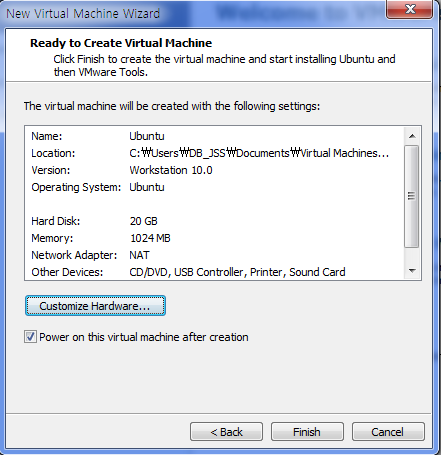 New Virtual Machine Wizard
Ready to Create Virtual Machine
Click Finish to create the virtual machine and start installing Ubuntu and
then VMware Tools.
The virtual machine will be created with the following settings:
Name: Ubuntu
Location: C:₩Users₩DB_JSS₩Documents₩Virtual Machines...
Version: Workstation 10.0
Operating System: Ubuntu
Hard Disk: 20 GB
Memory: 1024 MB
Network Adapter: NAT
Other Devices: CD/DVD, USB Controller, Printer, Sound Card
Customize Hardware...
Power on this virtual machine after creation
< Back Finish Cancel